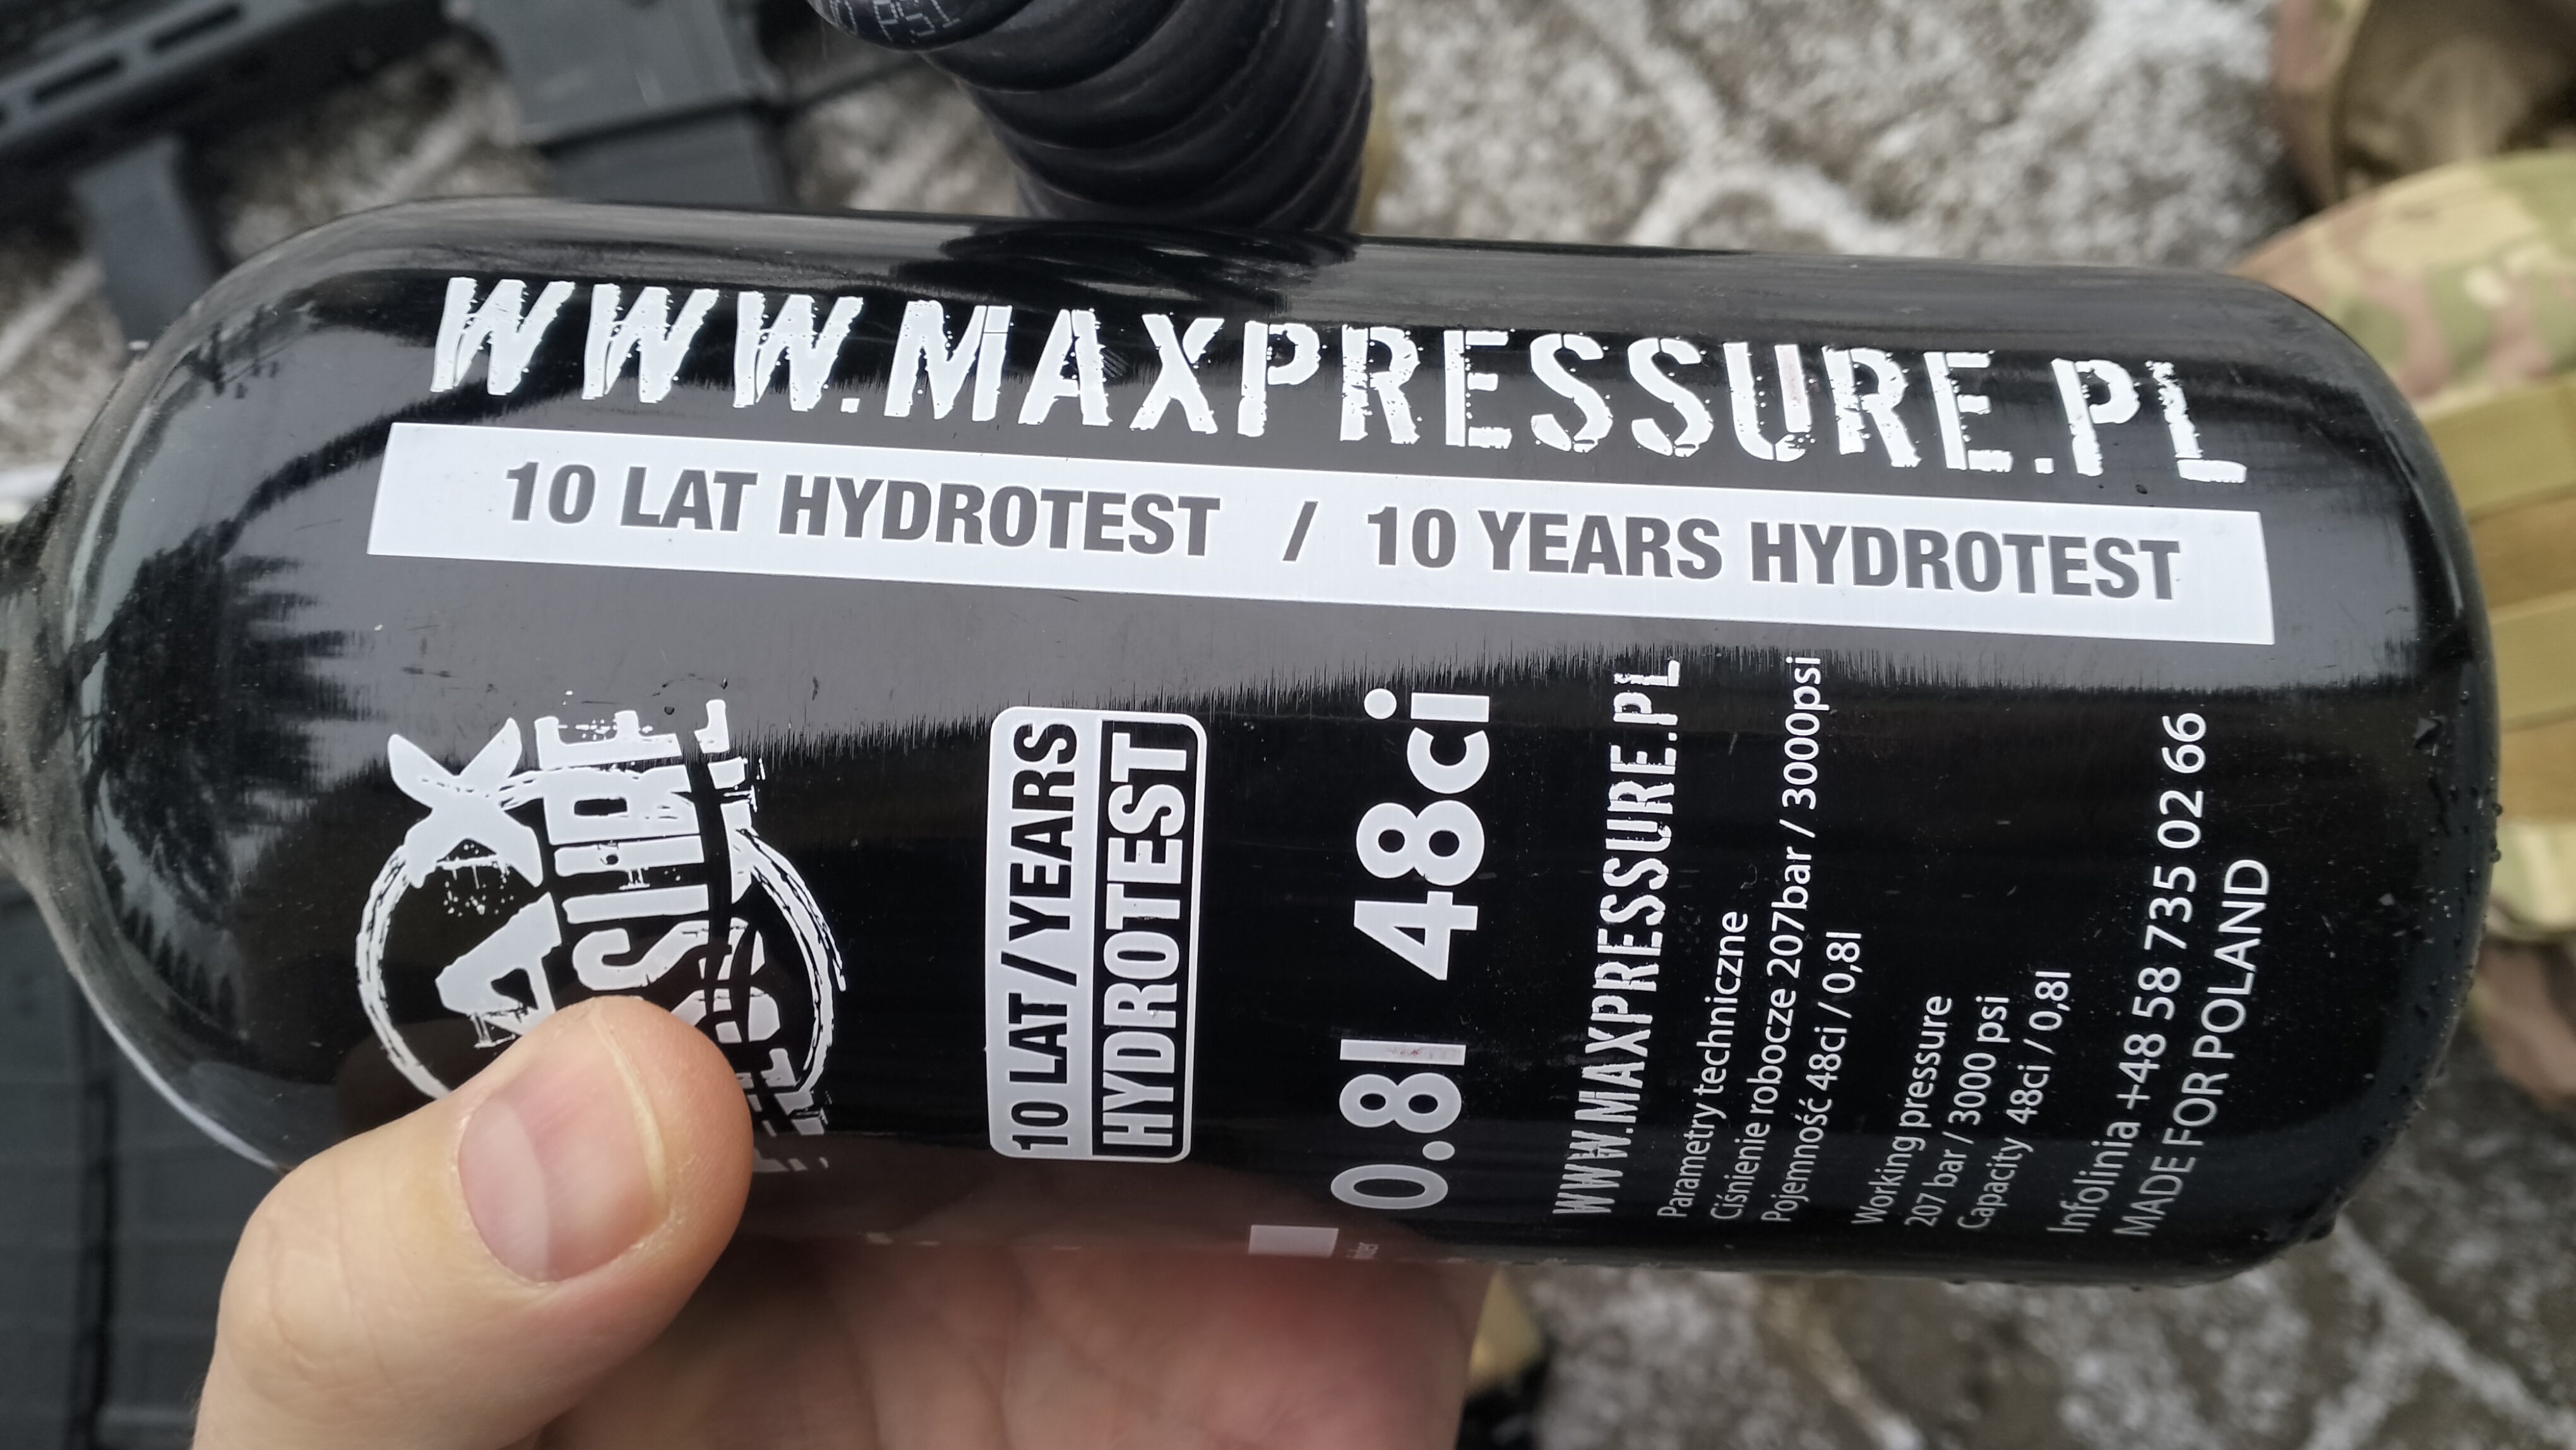 PSI
WWW.MAXPRESSURE.PL
10 LAT HYDROTEST / 10 YEARS HYDROTEST
10 LAT / YEARS
HYDROTEST
0.8l 48ci
WWW.MAXPRESSURE.PL
Parametry techniczne
Ciśnienie robocze 207bar / 3000psi
Pojemność 48ci / 0,8l
Working pressure
207 bar / 3000 psi
Capacity 48ci / 0,8l
Infolinia +48 58 735 02 66
MADE FOR POLAND